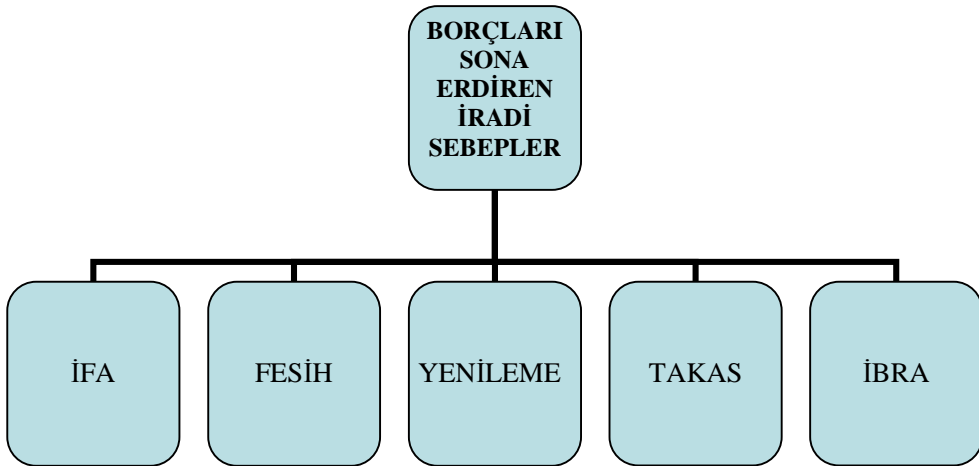 BORÇLARI
SONA
ERDİREN
İRADİ
SEBEPLER
İFA
FESİH
YENİLEME
TAKAS
İBRA